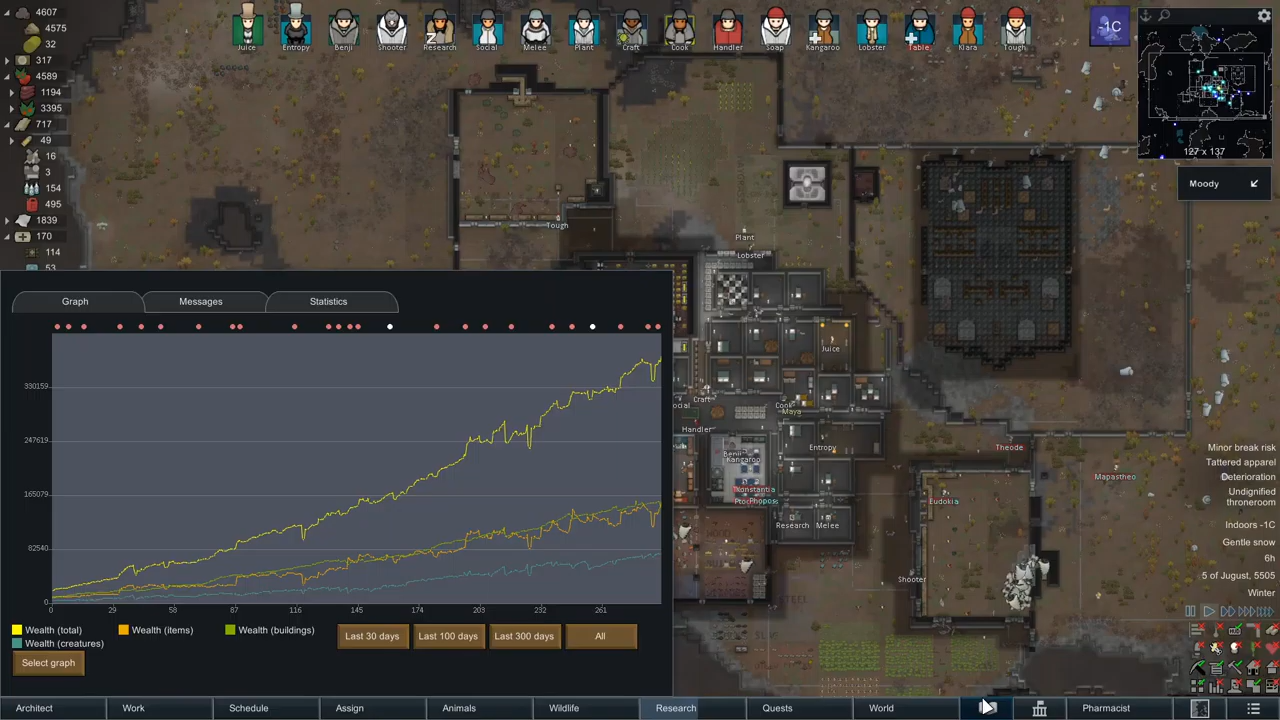 4607
4575
32
317
4589
1194
3395
717
49
16
3
154
495
1839
170
114
53
Juice
Entropy
Benji
Shooter
Research
Social
Melee
Plant
Craft
Cook
Handler
Soap
Kangaroo
Lobster
Table
Kiara
Tough
-1C
127 x 137
Moody
Tough
Plant
Lobster
Juice
Craft
Cook
Maya
Handler
Entropy
Kangaroo
Theode
Mapastheo
Eudokia
Research
Melee
Shooter
Graph
Messages
Statistics
330159
247619
165079
82540
0
0
29
58
87
116
145
174
203
232
261
Wealth (total)
Wealth (items)
Wealth (buildings)
Wealth (creatures)
Last 30 days
Last 100 days
Last 300 days
All
Select graph
Minor break risk
Tattered apparel
Deterioration
Undignified
throneroom
Indoors -1C
Gentle snow
6h
5 of Jugust, 5505
Winter
Architect
Work
Schedule
Assign
Animals
Wildlife
Research
Quests
World
Pharmacist